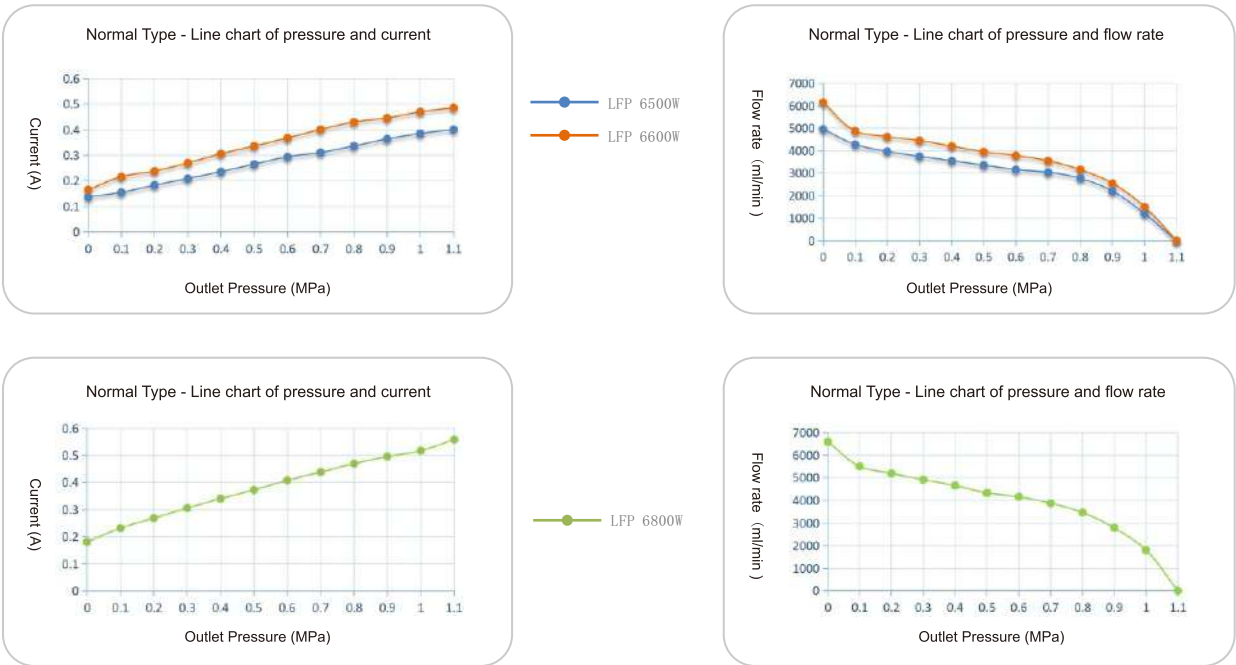 Normal Type - Line chart of pressure and current
0.6
0.5
0.4
0.3
0.2
0.1
0
Current (A)
0 0.1 0.2 0.3 0.4 0.5 0.6 0.7 0.8 0.9 1 1.1
Outlet Pressure (MPa)
LFP 6500W
LFP 6600W
Normal Type - Line chart of pressure and flow rate
7000
6000
5000
4000
3000
2000
1000
0
Flow rate (ml/min )
0 0.1 0.2 0.3 0.4 0.5 0.6 0.7 0.8 0.9 1 1.1
Outlet Pressure (MPa)
Normal Type - Line chart of pressure and current
0.6
0.5
0.4
0.3
0.2
0.1
0
Current (A)
0 0.1 0.2 0.3 0.4 0.5 0.6 0.7 0.8 0.9 1 1.1
Outlet Pressure (MPa)
LFP 6800W
Normal Type - Line chart of pressure and flow rate
7000
6000
5000
4000
3000
2000
1000
0
Flow rate (ml/min )
0 0.1 0.2 0.3 0.4 0.5 0.6 0.7 0.8 0.9 1 1.1
Outlet Pressure (MPa)